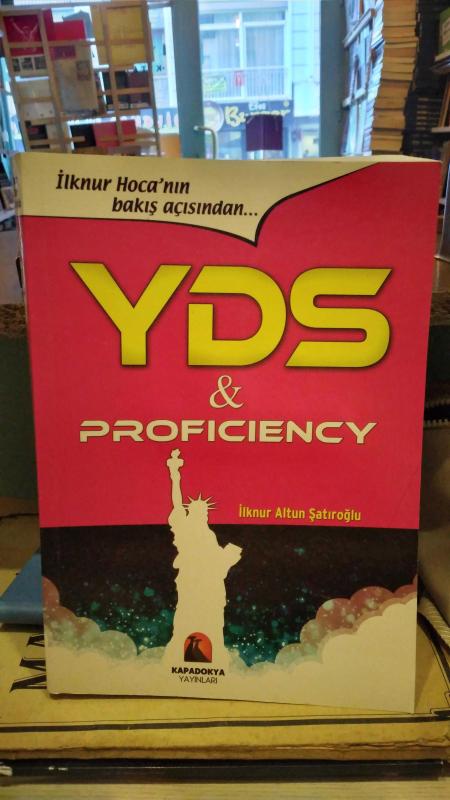 İlknur Hoca'nın
bakış açısından...
YDS
&
PROFICIENCY
İlknur Altun Şatıroğlu
KAPADOKYA
YAYINLARI